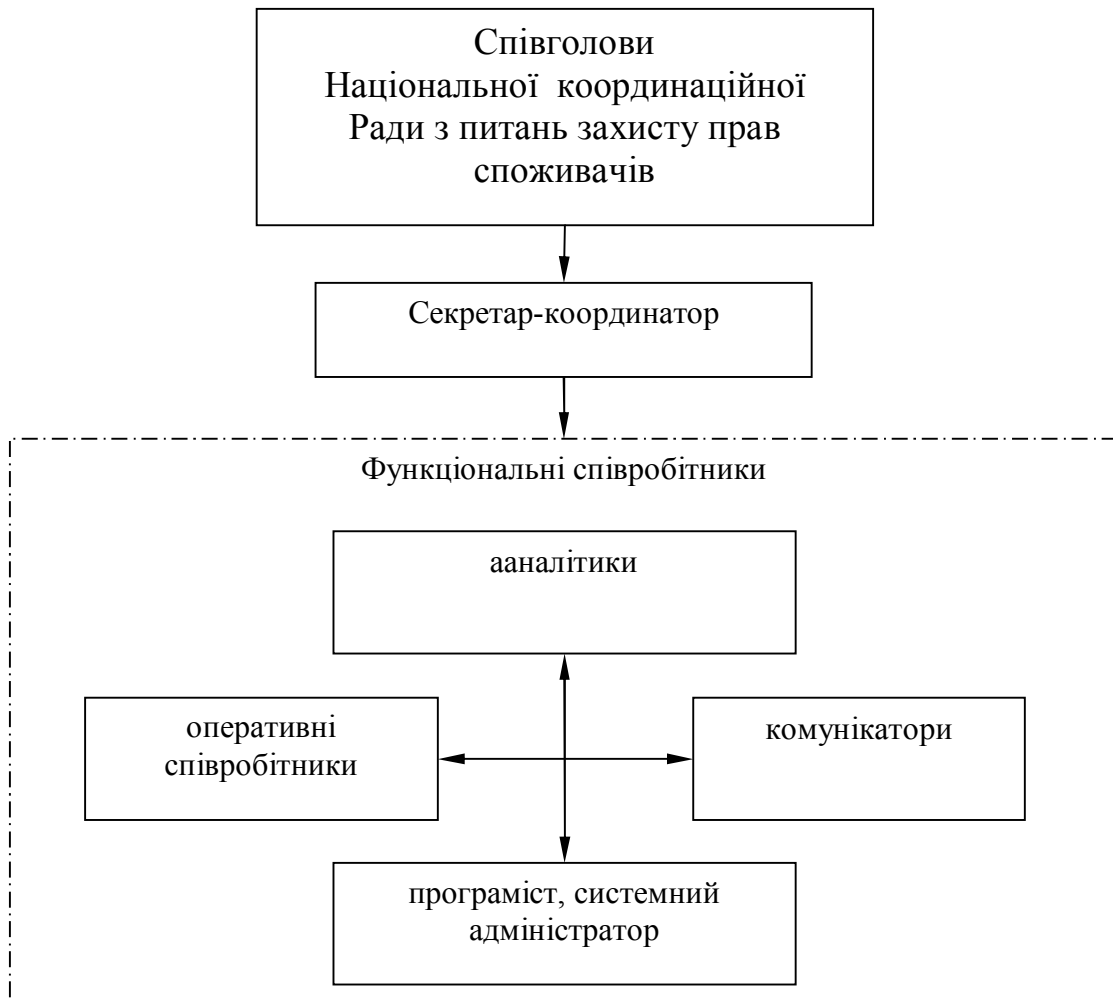 Співголови
Національної координаційної
Ради з питань захисту прав
споживачів
Секретар-координатор
Функціональні співробітники
ааналітики
оперативні
співробітники
комунікатори
програміст, системний
адміністратор